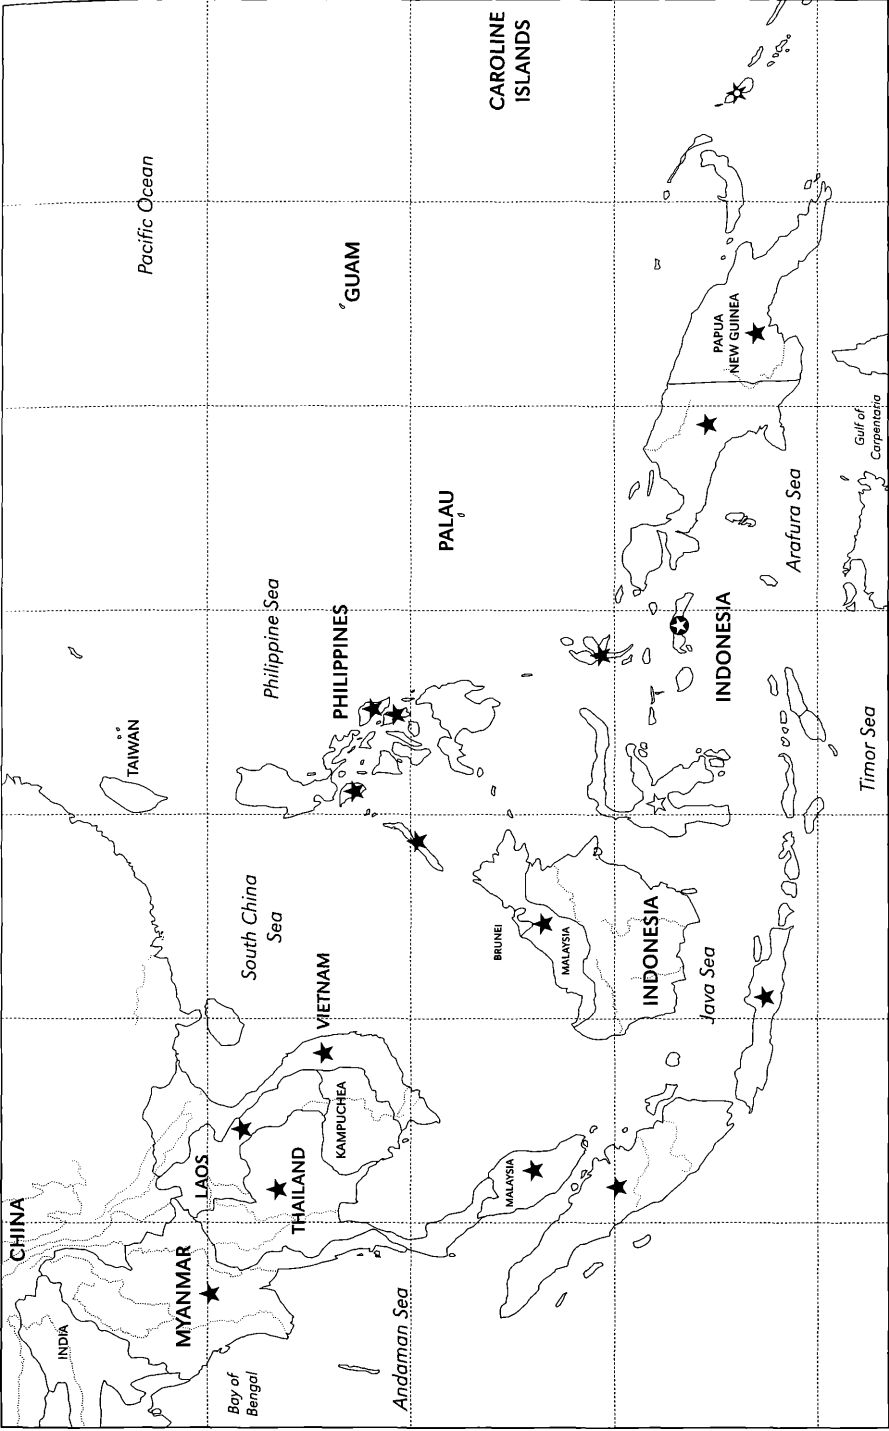 CHINA
INDIA
MYANMAR
Bay of
Bengal
LAOS
THAILAND
KAMPUCHEA
VIETNAM
Andaman Sea
South China
Sea
TAIWAN
Philippine Sea
PHILIPPINES
Pacific Ocean
GUAM
PALAU
CAROLINE
ISLANDS
MALAYSIA
BRUNEI
MALAYSIA
INDONESIA
Java Sea
INDONESIA
Timor Sea
Arafura Sea
Gulf of
Carpentaria
PAPUA
NEW GUINEA